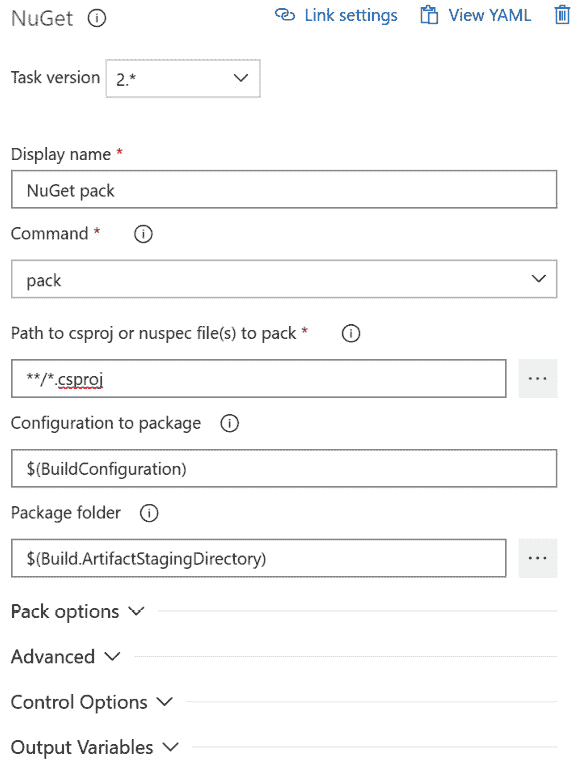 NuGet Link settings View YAML
Task version 2.*
Display name *
NuGet pack
Command *
pack
Path to csproj or nuspec file(s) to pack *
**/*.csproj
Configuration to package
$(BuildConfiguration)
Package folder
$(Build.ArtifactStagingDirectory)
Pack options
Advanced
Control Options
Output Variables